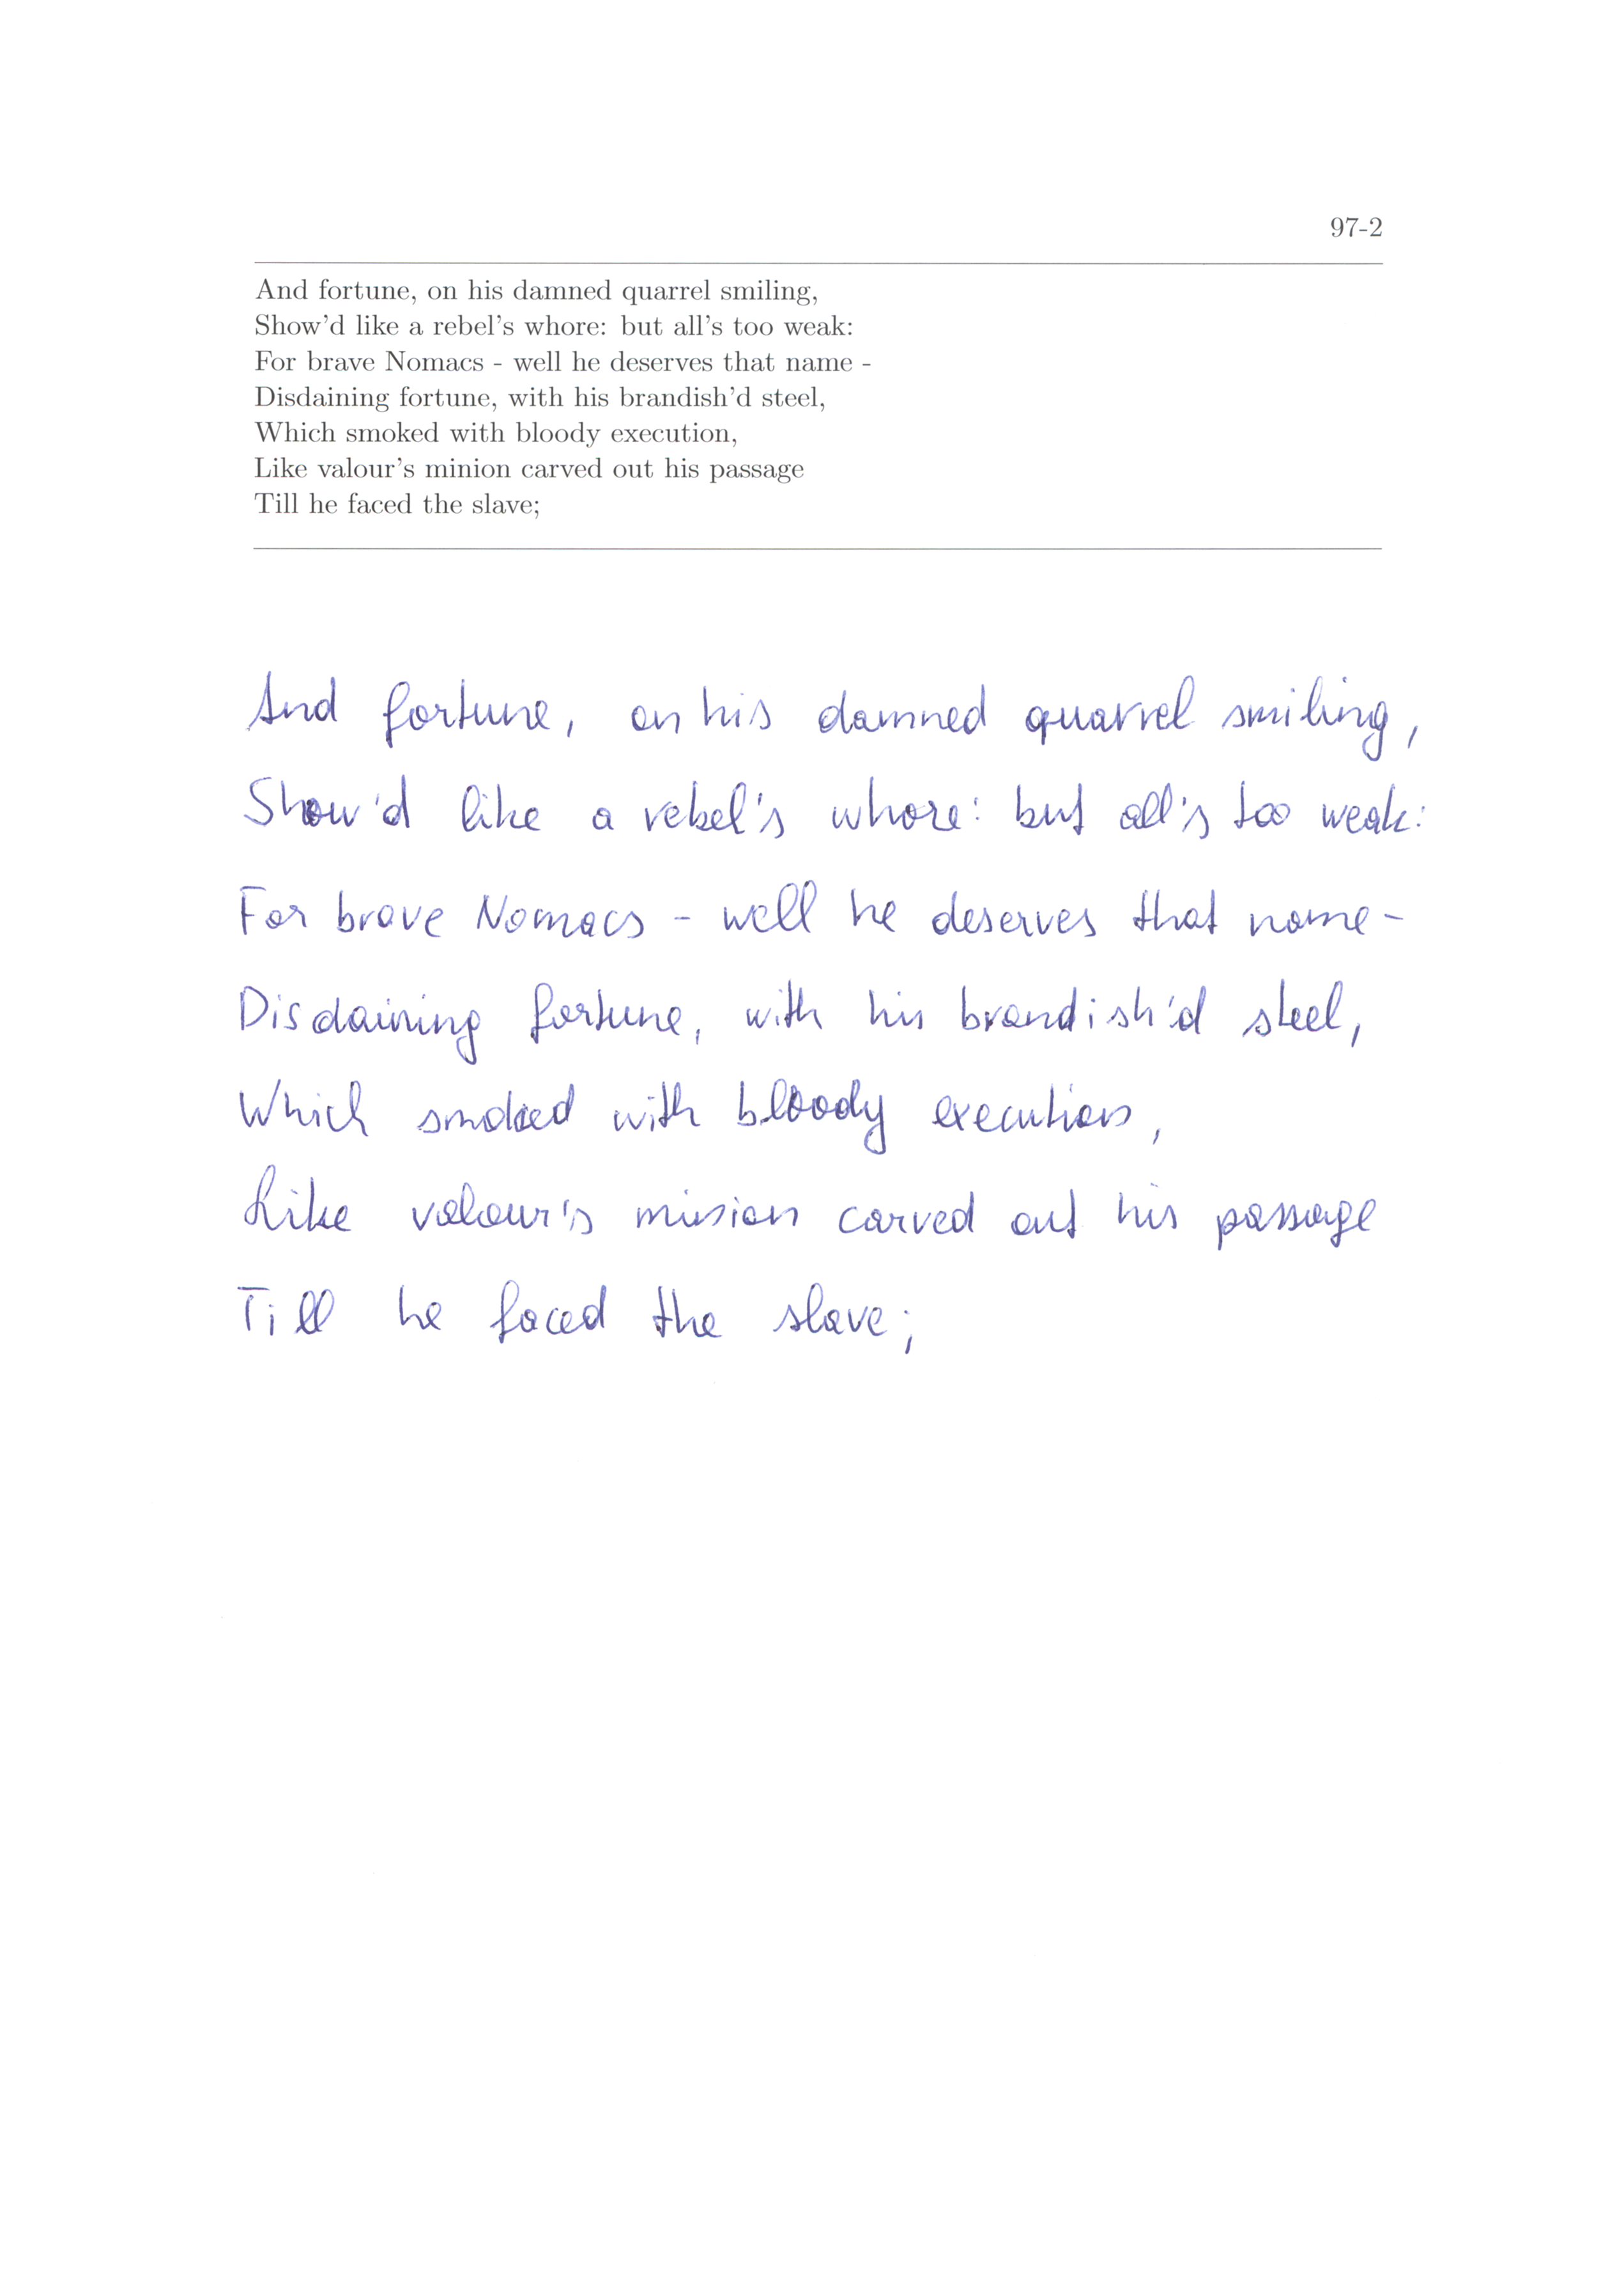 97-2
And fortune, on his damned quarrel smiling,
Show'd like a rebel's whore: but all's too weak:
For brave Nomacs - well he deserves that name -
Disdaining fortune, with his brandish'd steel,
Which smoked with bloody execution,
Like valour's minion carved out his passage
Till he faced the slave;
And fortune, on his damned quarrel smiling,
Show'd like a rebel's whore: but all's too weak:
For brave Nomacs - well he deserves that name -
Disdaining fortune, with his brandish'd steel,
Which smoked with bloody execution,
Like valour's minion carved out his passage
Till he faced the slave;